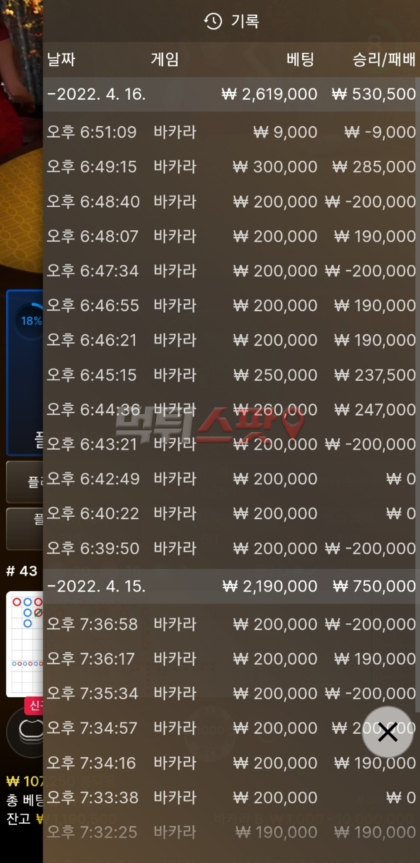 기록
날짜 게임 베팅 승리/패배
−2022. 4. 16. ₩ 2,619,000 ₩ 530,500
오후 6:51:09 바카라 ₩ 9,000 ₩ -9,000
오후 6:49:15 바카라 ₩ 300,000 ₩ 285,000
오후 6:48:40 바카라 ₩ 200,000 ₩ -200,000
오후 6:48:07 바카라 ₩ 200,000 ₩ 190,000
오후 6:47:34 바카라 ₩ 200,000 ₩ -200,000
오후 6:46:55 바카라 ₩ 200,000 ₩ 190,000
18%
오후 6:46:21 바카라 ₩ 200,000 ₩ 190,000
오후 6:45:15 바카라 ₩ 250,000 ₩ 237,500
오후 6:44:36 바카라 ₩ 260,000 ₩ 247,000
먹튀스팟
오후 6:43:21 바카라 ₩ 200,000 ₩ -200,000
오후 6:42:49 바카라 ₩ 200,000 ₩ 0
오후 6:40:22 바카라 ₩ 200,000 ₩ 0
오후 6:39:50 바카라 ₩ 200,000 ₩ -200,000
# 43
−2022. 4. 15. ₩ 2,190,000 ₩ 750,000
오후 7:36:58 바카라 ₩ 200,000 ₩ -200,000
오후 7:36:17 바카라 ₩ 200,000 ₩ 190,000
오후 7:35:34 바카라 ₩ 200,000 ₩ -200,000
오후 7:34:57 바카라 ₩ 200,000 ₩ 200,000
오후 7:34:16 바카라 ₩ 200,000 ₩ 190,000
₩ 107
오후 7:33:38 바카라 ₩ 200,000 ₩ 0
총 베팅
잔고 ₩
오후 7:32:25 바카라 ₩ 190,000 ₩ 190,000